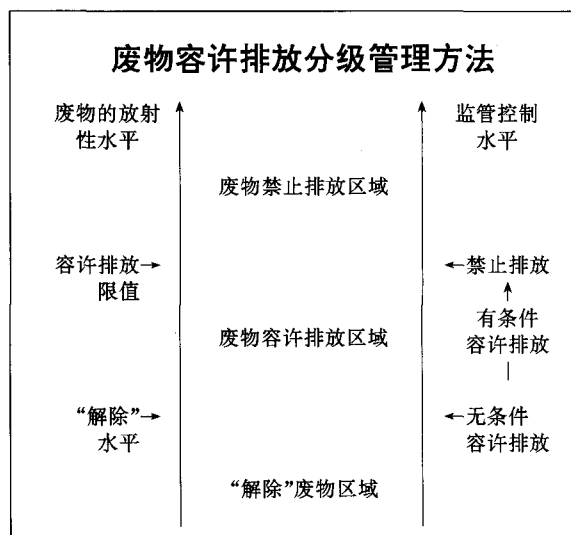 废物容许排放分级管理方法
废物的放射
性水平
监管控制
水平
废物禁止排放区域
容许排放→
限值
←禁止排放
废物容许排放区域
有条件
容许排放
“解除”→
水平
←无条件
容许排放
“解除”废物区域